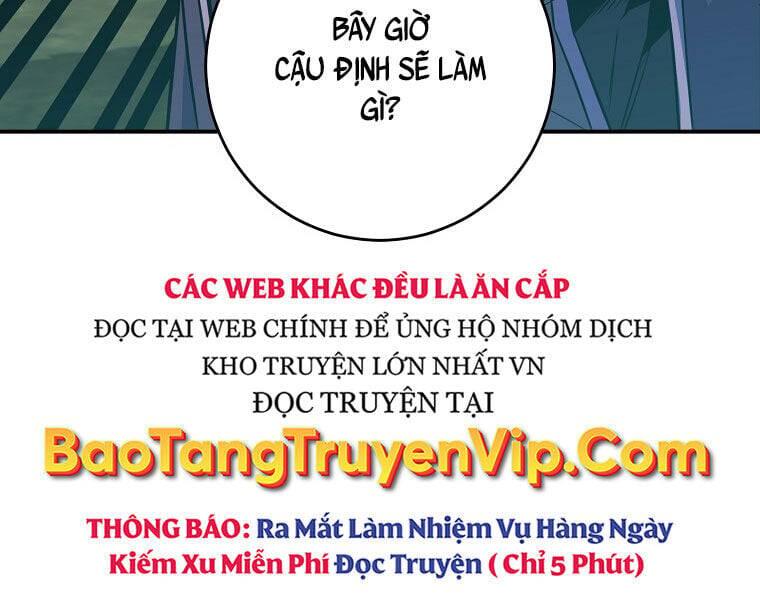 BÂY GIỜ
CẬU ĐỊNH SẼ LÀM
GÌ?
CÁC WEB KHÁC ĐỀU LÀ ĂN CẮP
ĐỌC TẠI WEB CHÍNH ĐỂ ỦNG HỘ NHÓM DỊCH
KHO TRUYỆN LỚN NHẤT VN
ĐỌC TRUYỆN TẠI
BaoTangTruyenVip.Com
THÔNG BÁO: Ra Mắt Làm Nhiệm Vụ Hàng Ngày
Kiếm Xu Miễn Phí Đọc Truyện ( Chỉ 5 Phút)